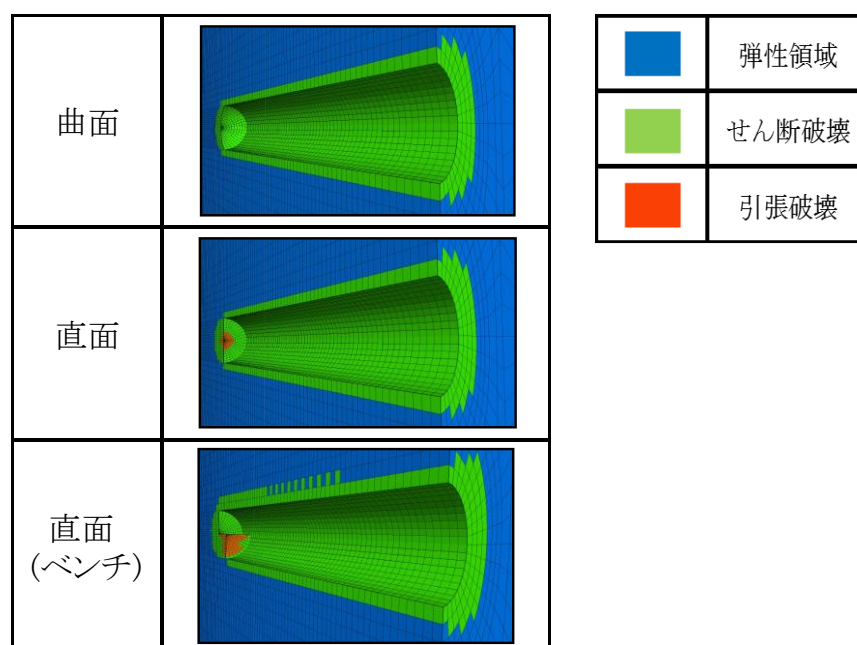 曲面
直面
直面
(ベンチ)
弾性領域
せん断破壊
引張破壊